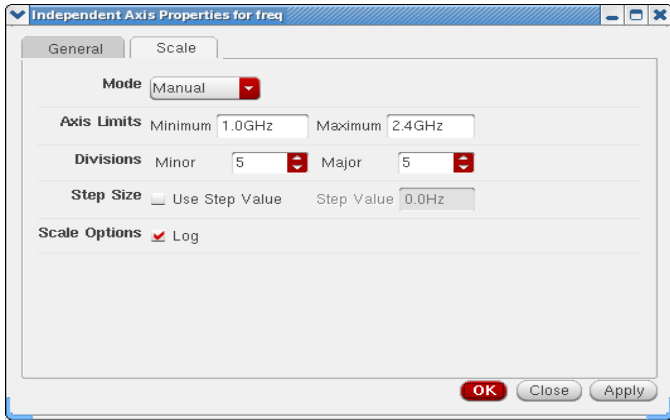 Independent Axis Properties for freq
General Scale
Mode Manual
Axis Limits Minimum 1.0GHz Maximum 2.4GHz
Divisions Minor 5 Major 5
Step Size Use Step Value Step Value 0.0Hz
Scale Options Log
OK Close Apply